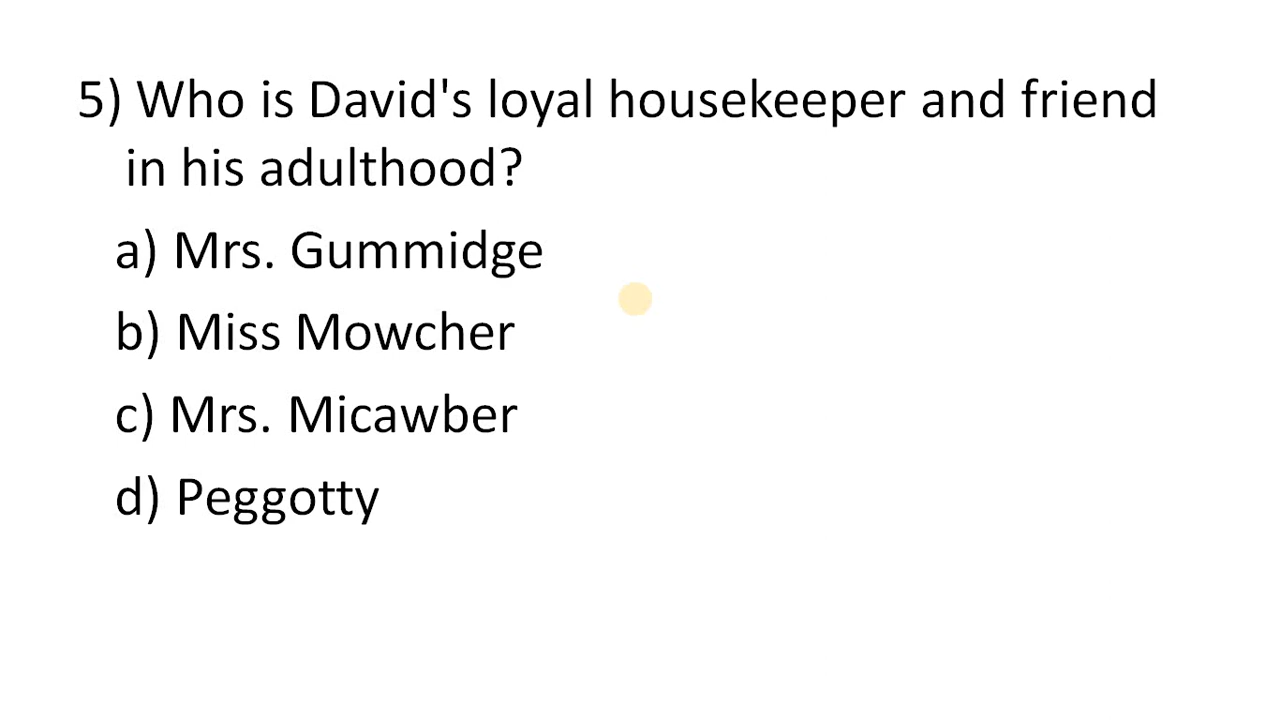 5) Who is David's loyal housekeeper and friend
in his adulthood?
a) Mrs. Gummidge
b) Miss Mowcher
c) Mrs. Micawber
d) Peggotty